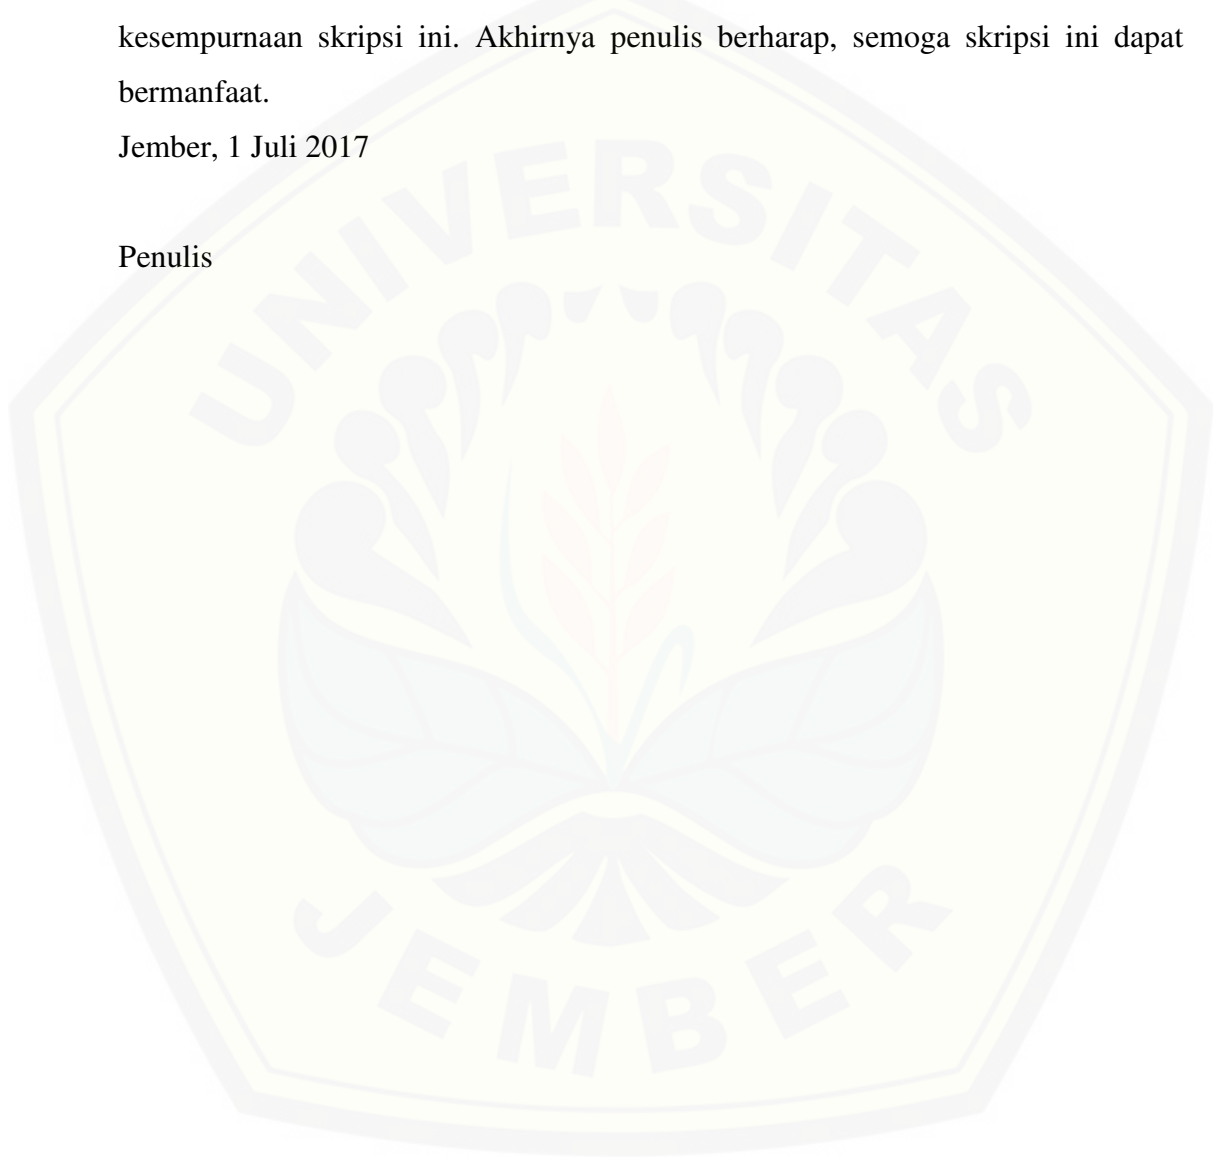 kesempurnaan skripsi ini. Akhirnya penulis berharap, semoga skripsi ini dapat
bermanfaat.
Jember, 1 Juli 2017
Penulis
UNIVERSITAS
JEMBER